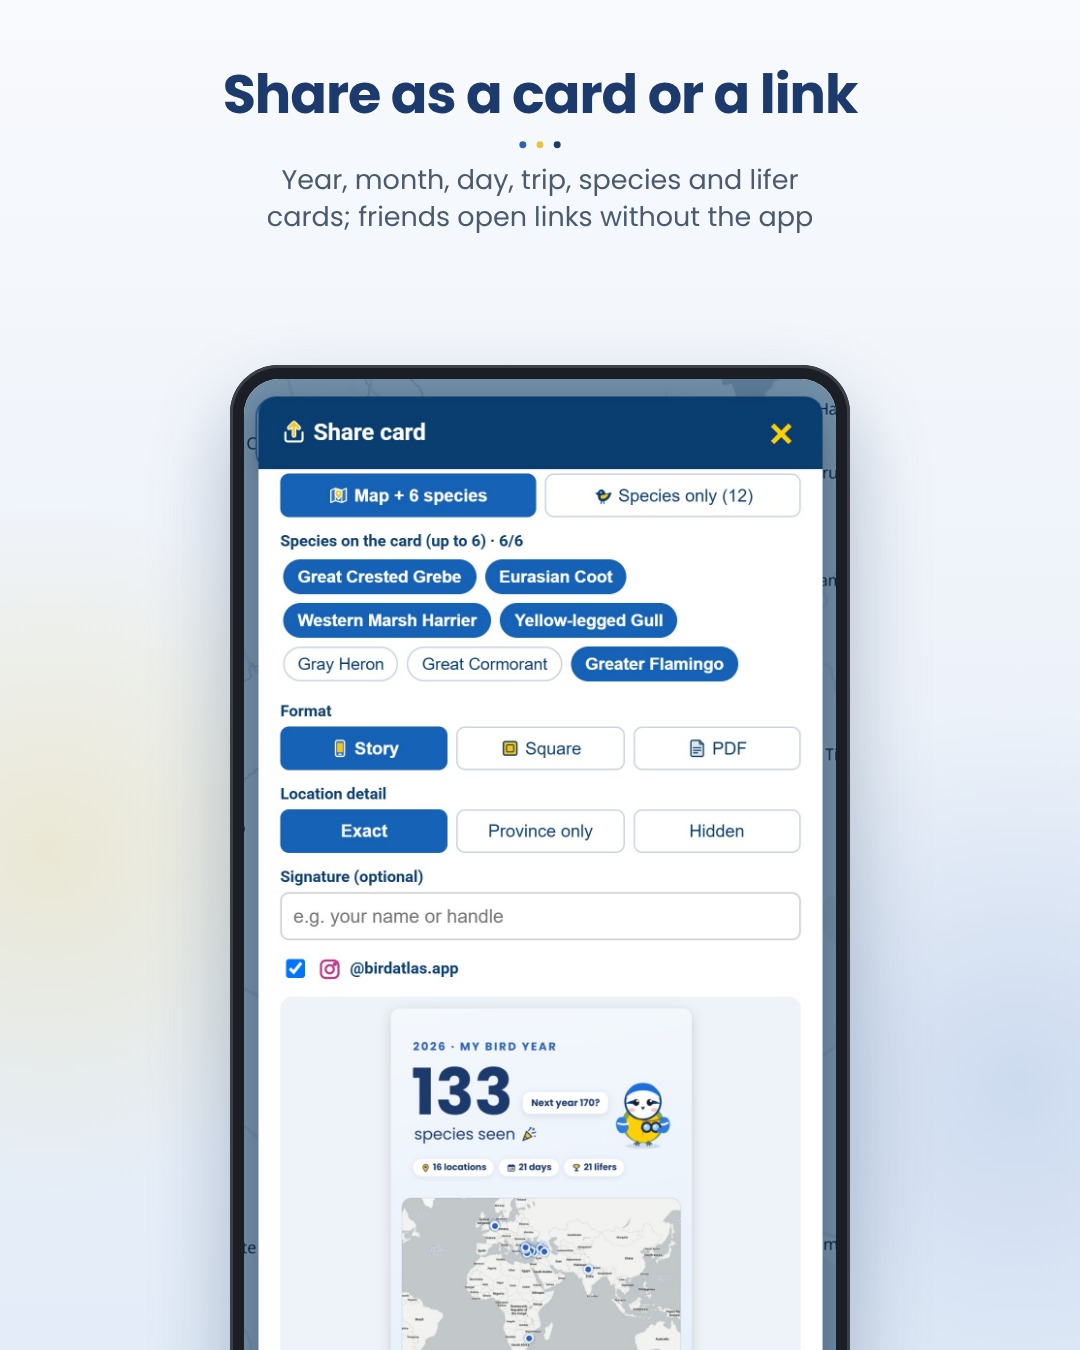 Share as a card or a link
Year, month, day, trip, species and lifer
cards; friends open links without the app
Share card
Map + 6 species
Species only (12)
Species on the card (up to 6) · 6/6
Great Crested Grebe
Eurasian Coot
Western Marsh Harrier
Yellow-legged Gull
Gray Heron
Great Cormorant
Greater Flamingo
Format
Story
Square
PDF
Location detail
Exact
Province only
Hidden
Signature (optional)
e.g. your name or handle
@birdatlas.app
2026 · MY BIRD YEAR
133
Next year 170?
species seen
16 locations
21 days
21 lifers